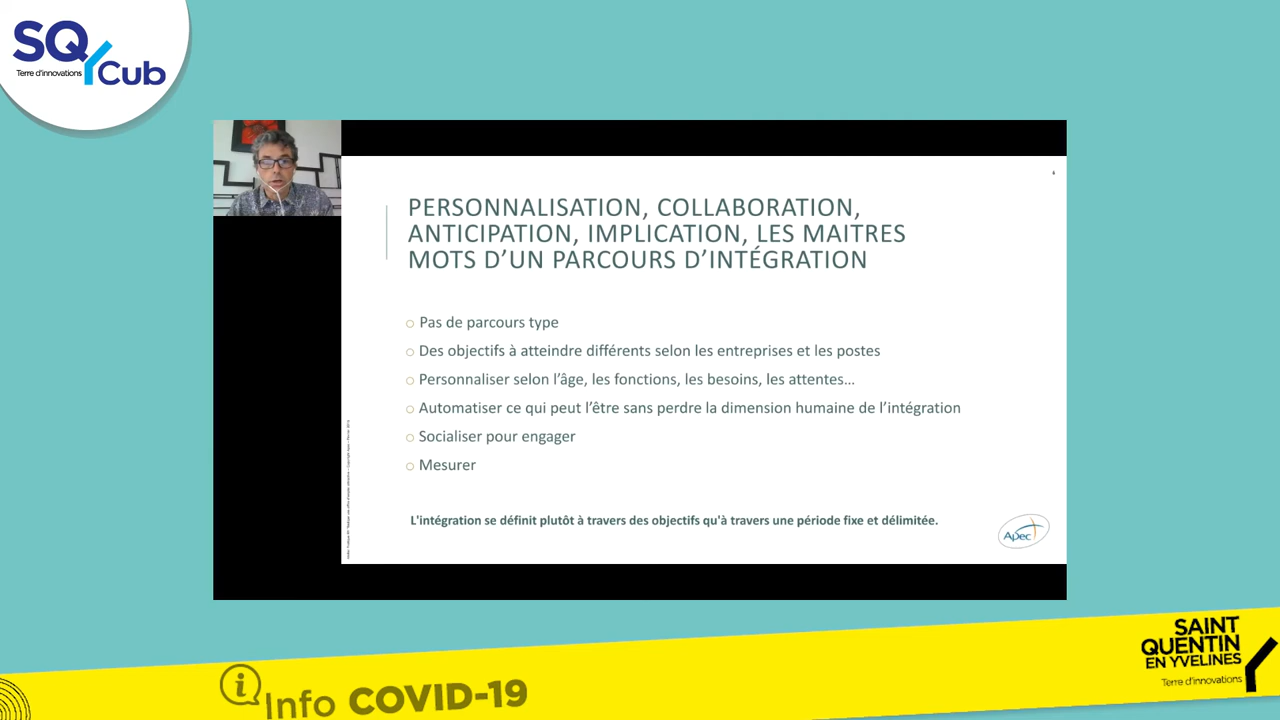 SQY Cub
Terre d'innovations
PERSONNALISATION, COLLABORATION,
ANTICIPATION, IMPLICATION, LES MAITRES
MOTS D’UN PARCOURS D’INTÉGRATION
Pas de parcours type
Des objectifs à atteindre différents selon les entreprises et les postes
Personnaliser selon l’âge, les fonctions, les besoins, les attentes…
Automatiser ce qui peut l’être sans perdre la dimension humaine de l’intégration
Socialiser pour engager
Mesurer
L'intégration se définit plutôt à travers des objectifs qu'à travers une période fixe et délimitée.
Apec
Info COVID-19
SAINT
QUENTIN
EN YVELINES
Terre d'innovations